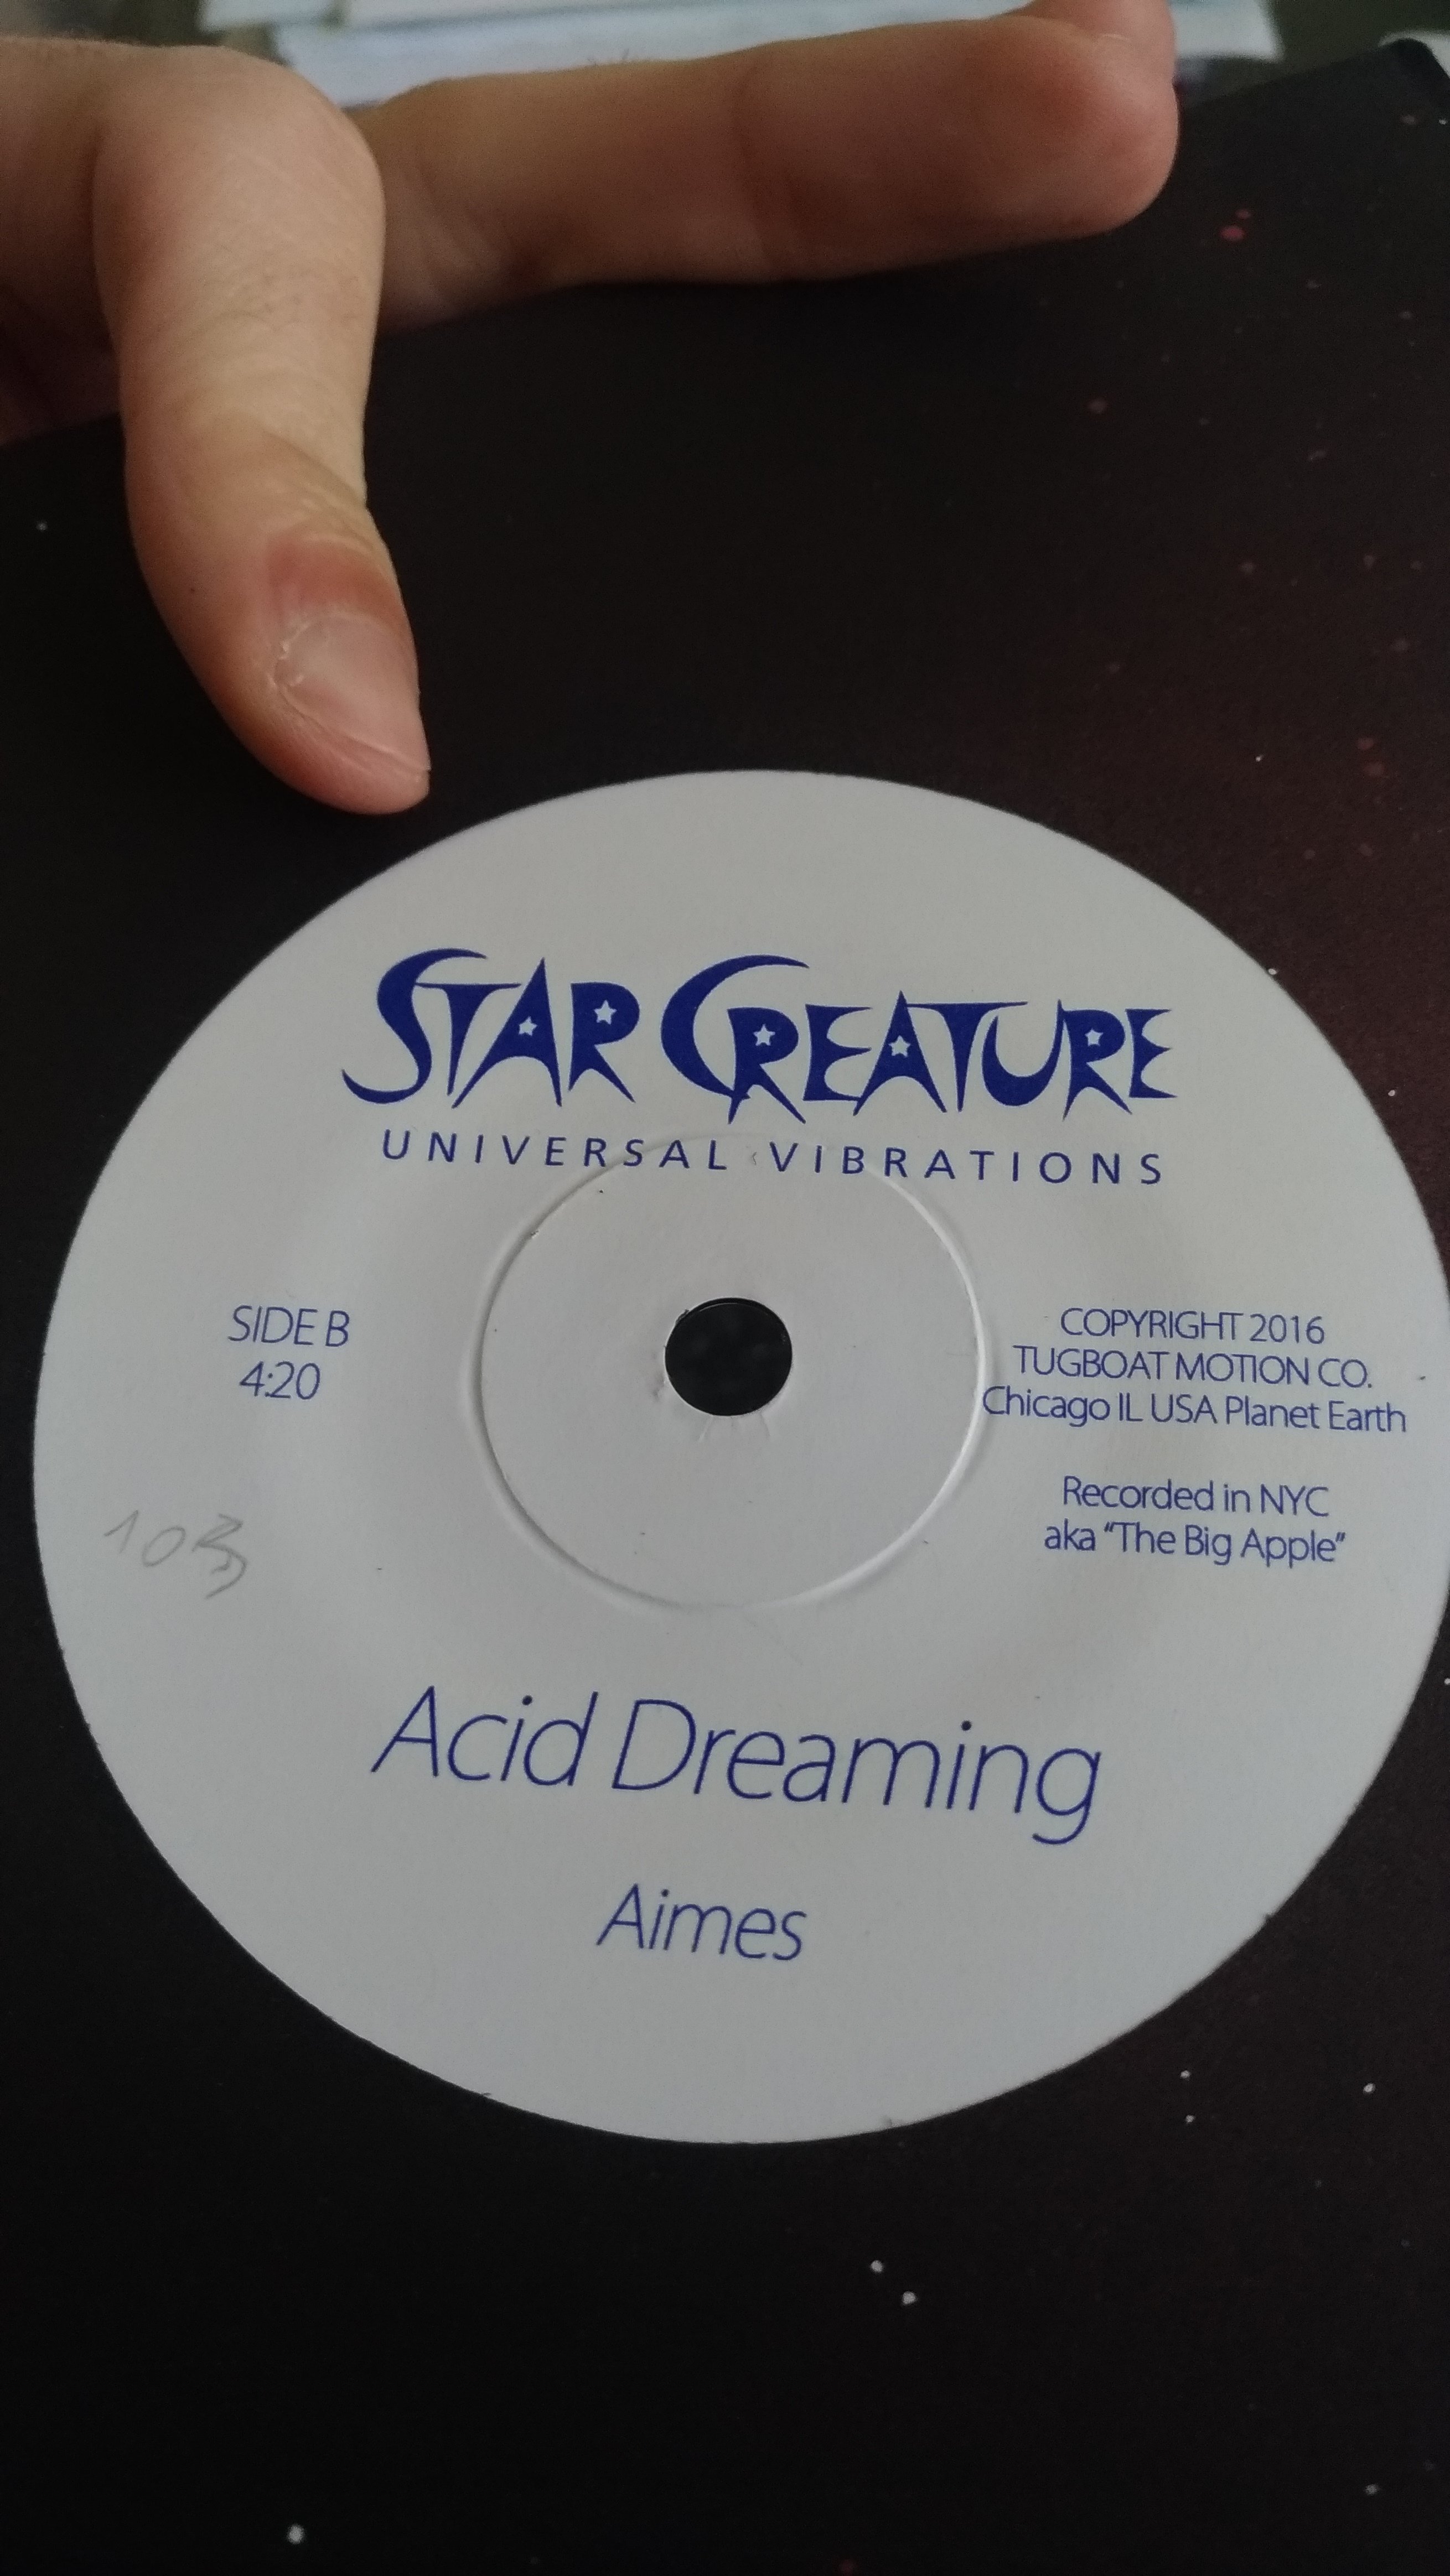 STAR CREATURE
UNIVERSAL VIBRATIONS
SIDE B
4:20
COPYRIGHT 2016
TUGBOAT MOTION CO.
Chicago IL USA Planet Earth
Recorded in NYC
aka "The Big Apple"
103
Acid Dreaming
Aimes